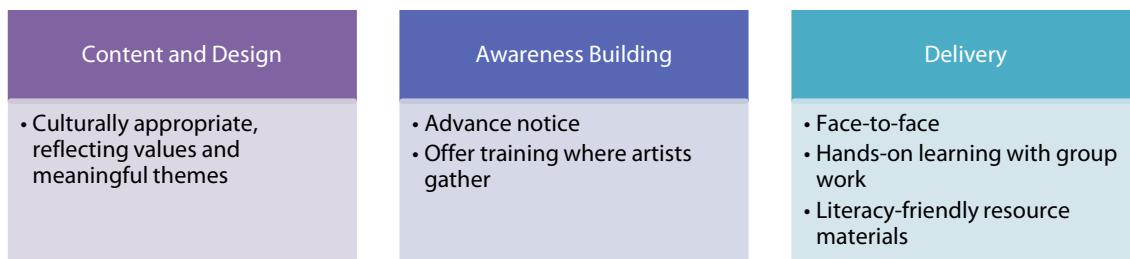 Content and Design
• Culturally appropriate,
reflecting values and
meaningful themes
Awareness Building
• Advance notice
• Offer training where artists
gather
Delivery
• Face-to-face
• Hands-on learning with group
work
• Literacy-friendly resource
materials